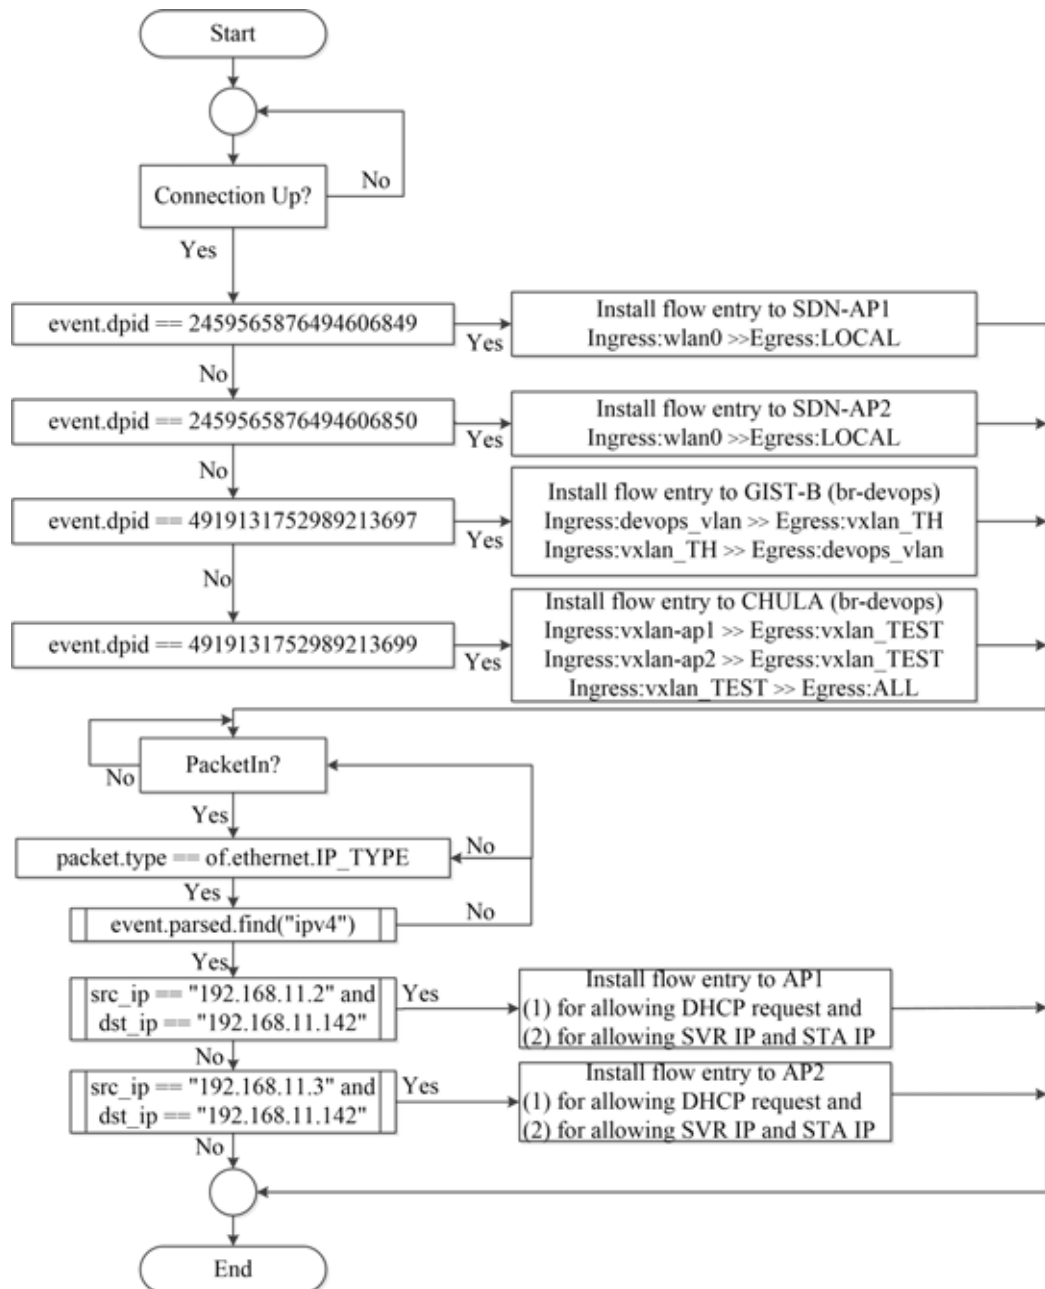 Start
Connection Up?
No
Yes
event.dpid == 2459565876494606849
Yes
Install flow entry to SDN-AP1
Ingress:wlan0 >>Egress:LOCAL
No
event.dpid == 2459565876494606850
Yes
Install flow entry to SDN-AP2
Ingress:wlan0 >>Egress:LOCAL
No
event.dpid == 4919131752989213697
Yes
Install flow entry to GIST-B (br-devops)
Ingress:devops_vlan >> Egress:vxlan_TH
Ingress:vxlan_TH >> Egress:devops_vlan
No
event.dpid == 4919131752989213699
Yes
Install flow entry to CHULA (br-devops)
Ingress:vxlan-ap1 >> Egress:vxlan_TEST
Ingress:vxlan-ap2 >> Egress:vxlan_TEST
Ingress:vxlan_TEST >> Egress:ALL
PacketIn?
No
Yes
packet.type == of.ethernet.IP_TYPE
No
Yes
event.parsed.find("ipv4")
No
Yes
src_ip == "192.168.11.2" and
dst_ip == "192.168.11.142"
Yes
Install flow entry to AP1
(1) for allowing DHCP request and
(2) for allowing SVR IP and STA IP
No
src_ip == "192.168.11.3" and
dst_ip == "192.168.11.142"
Yes
Install flow entry to AP2
(1) for allowing DHCP request and
(2) for allowing SVR IP and STA IP
No
End